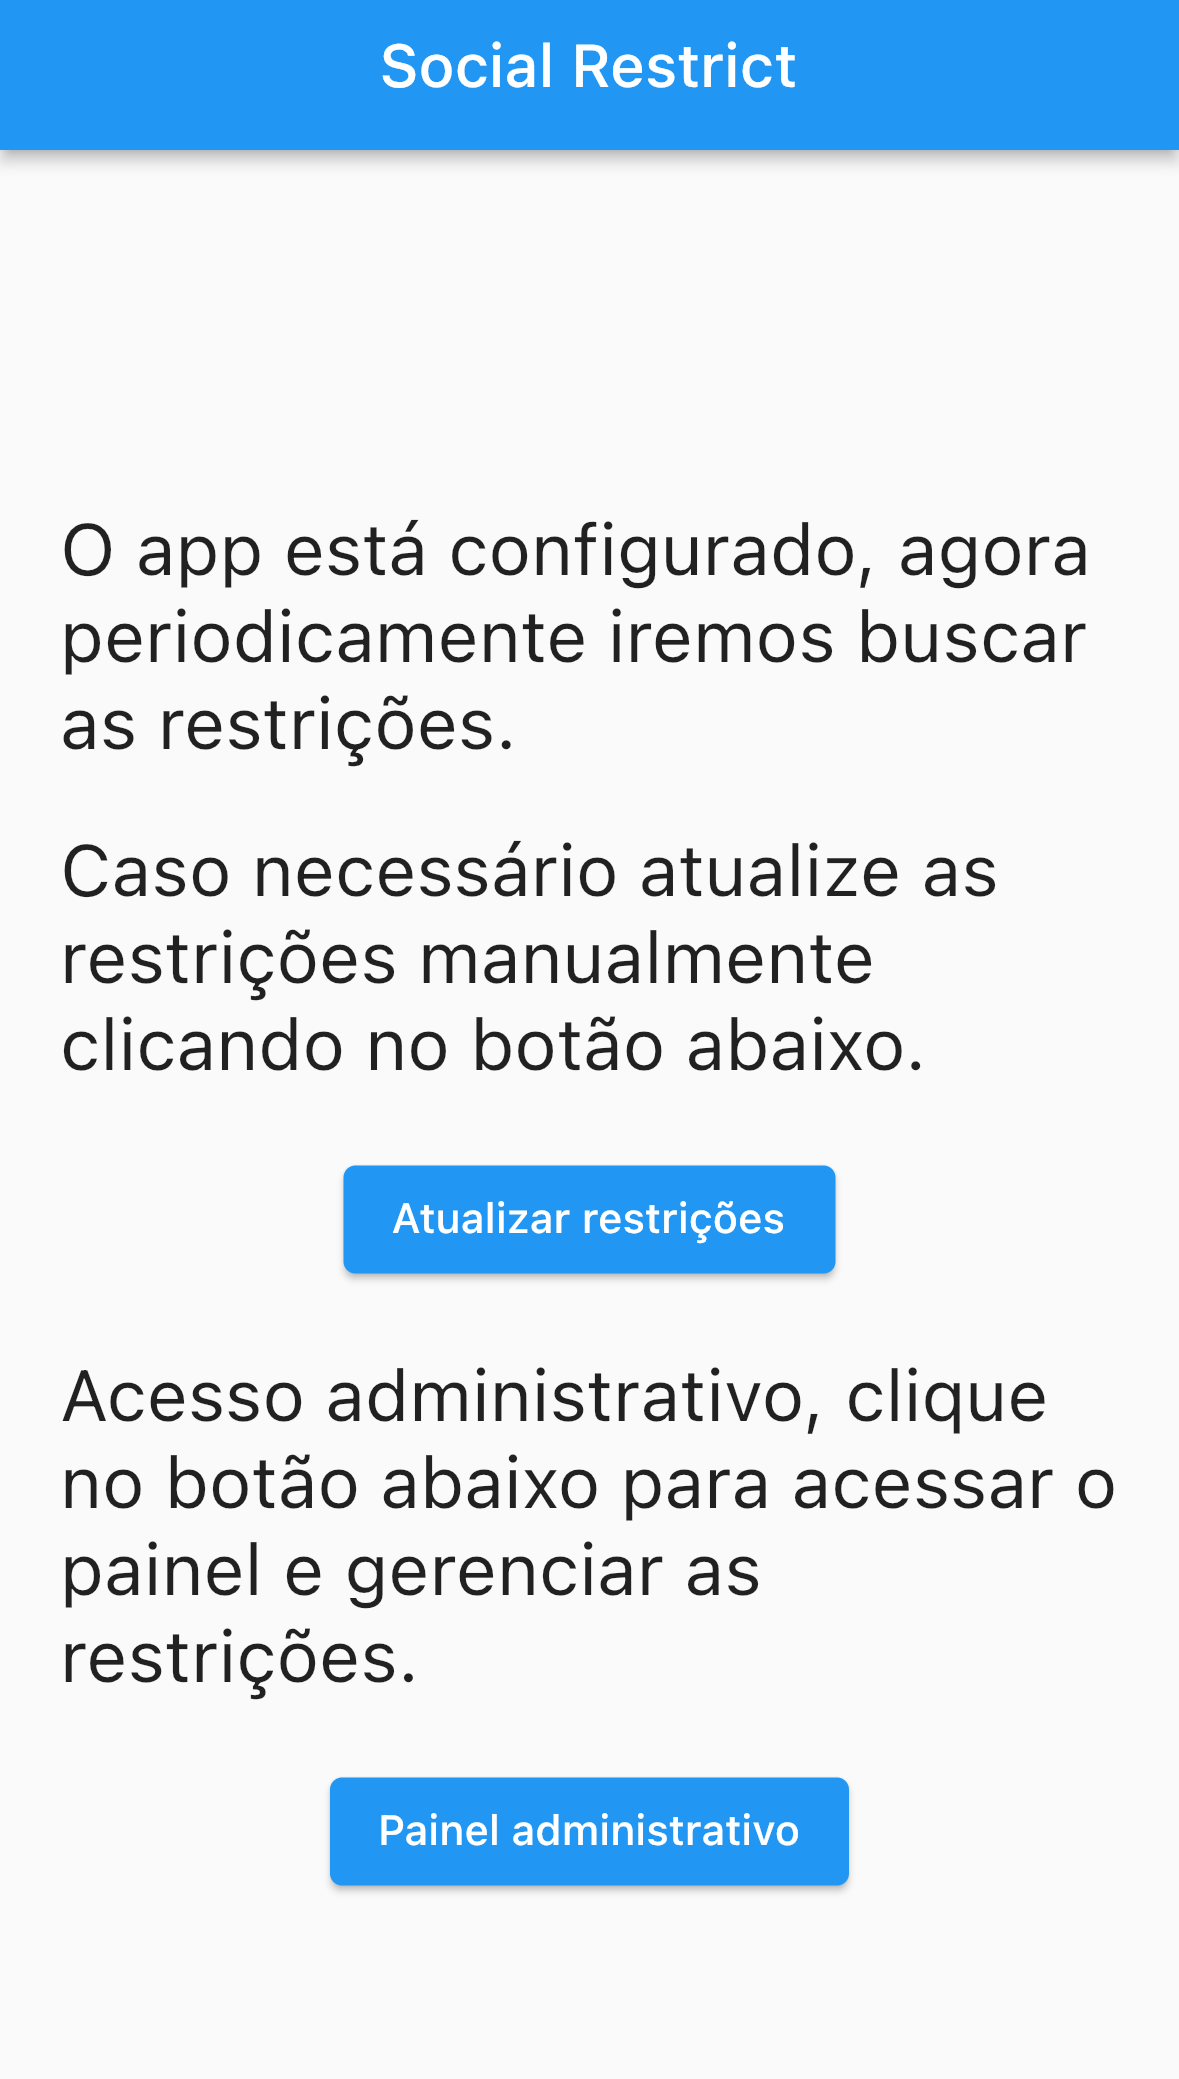 Social Restrict
O app está configurado, agora
periodicamente iremos buscar
as restrições.
Caso necessário atualize as
restrições manualmente
clicando no botão abaixo.
Atualizar restrições
Acesso administrativo, clique
no botão abaixo para acessar o
painel e gerenciar as
restrições.
Painel administrativo